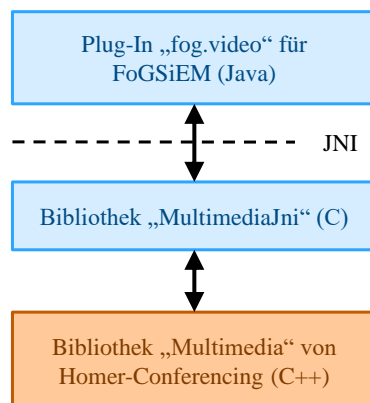 Plug-In „fog.video“ für
FoGSiEM (Java)
JNI
Bibliothek „MultimediaJni“ (C)
Bibliothek „Multimedia“ von
Homer-Conferencing (C++)